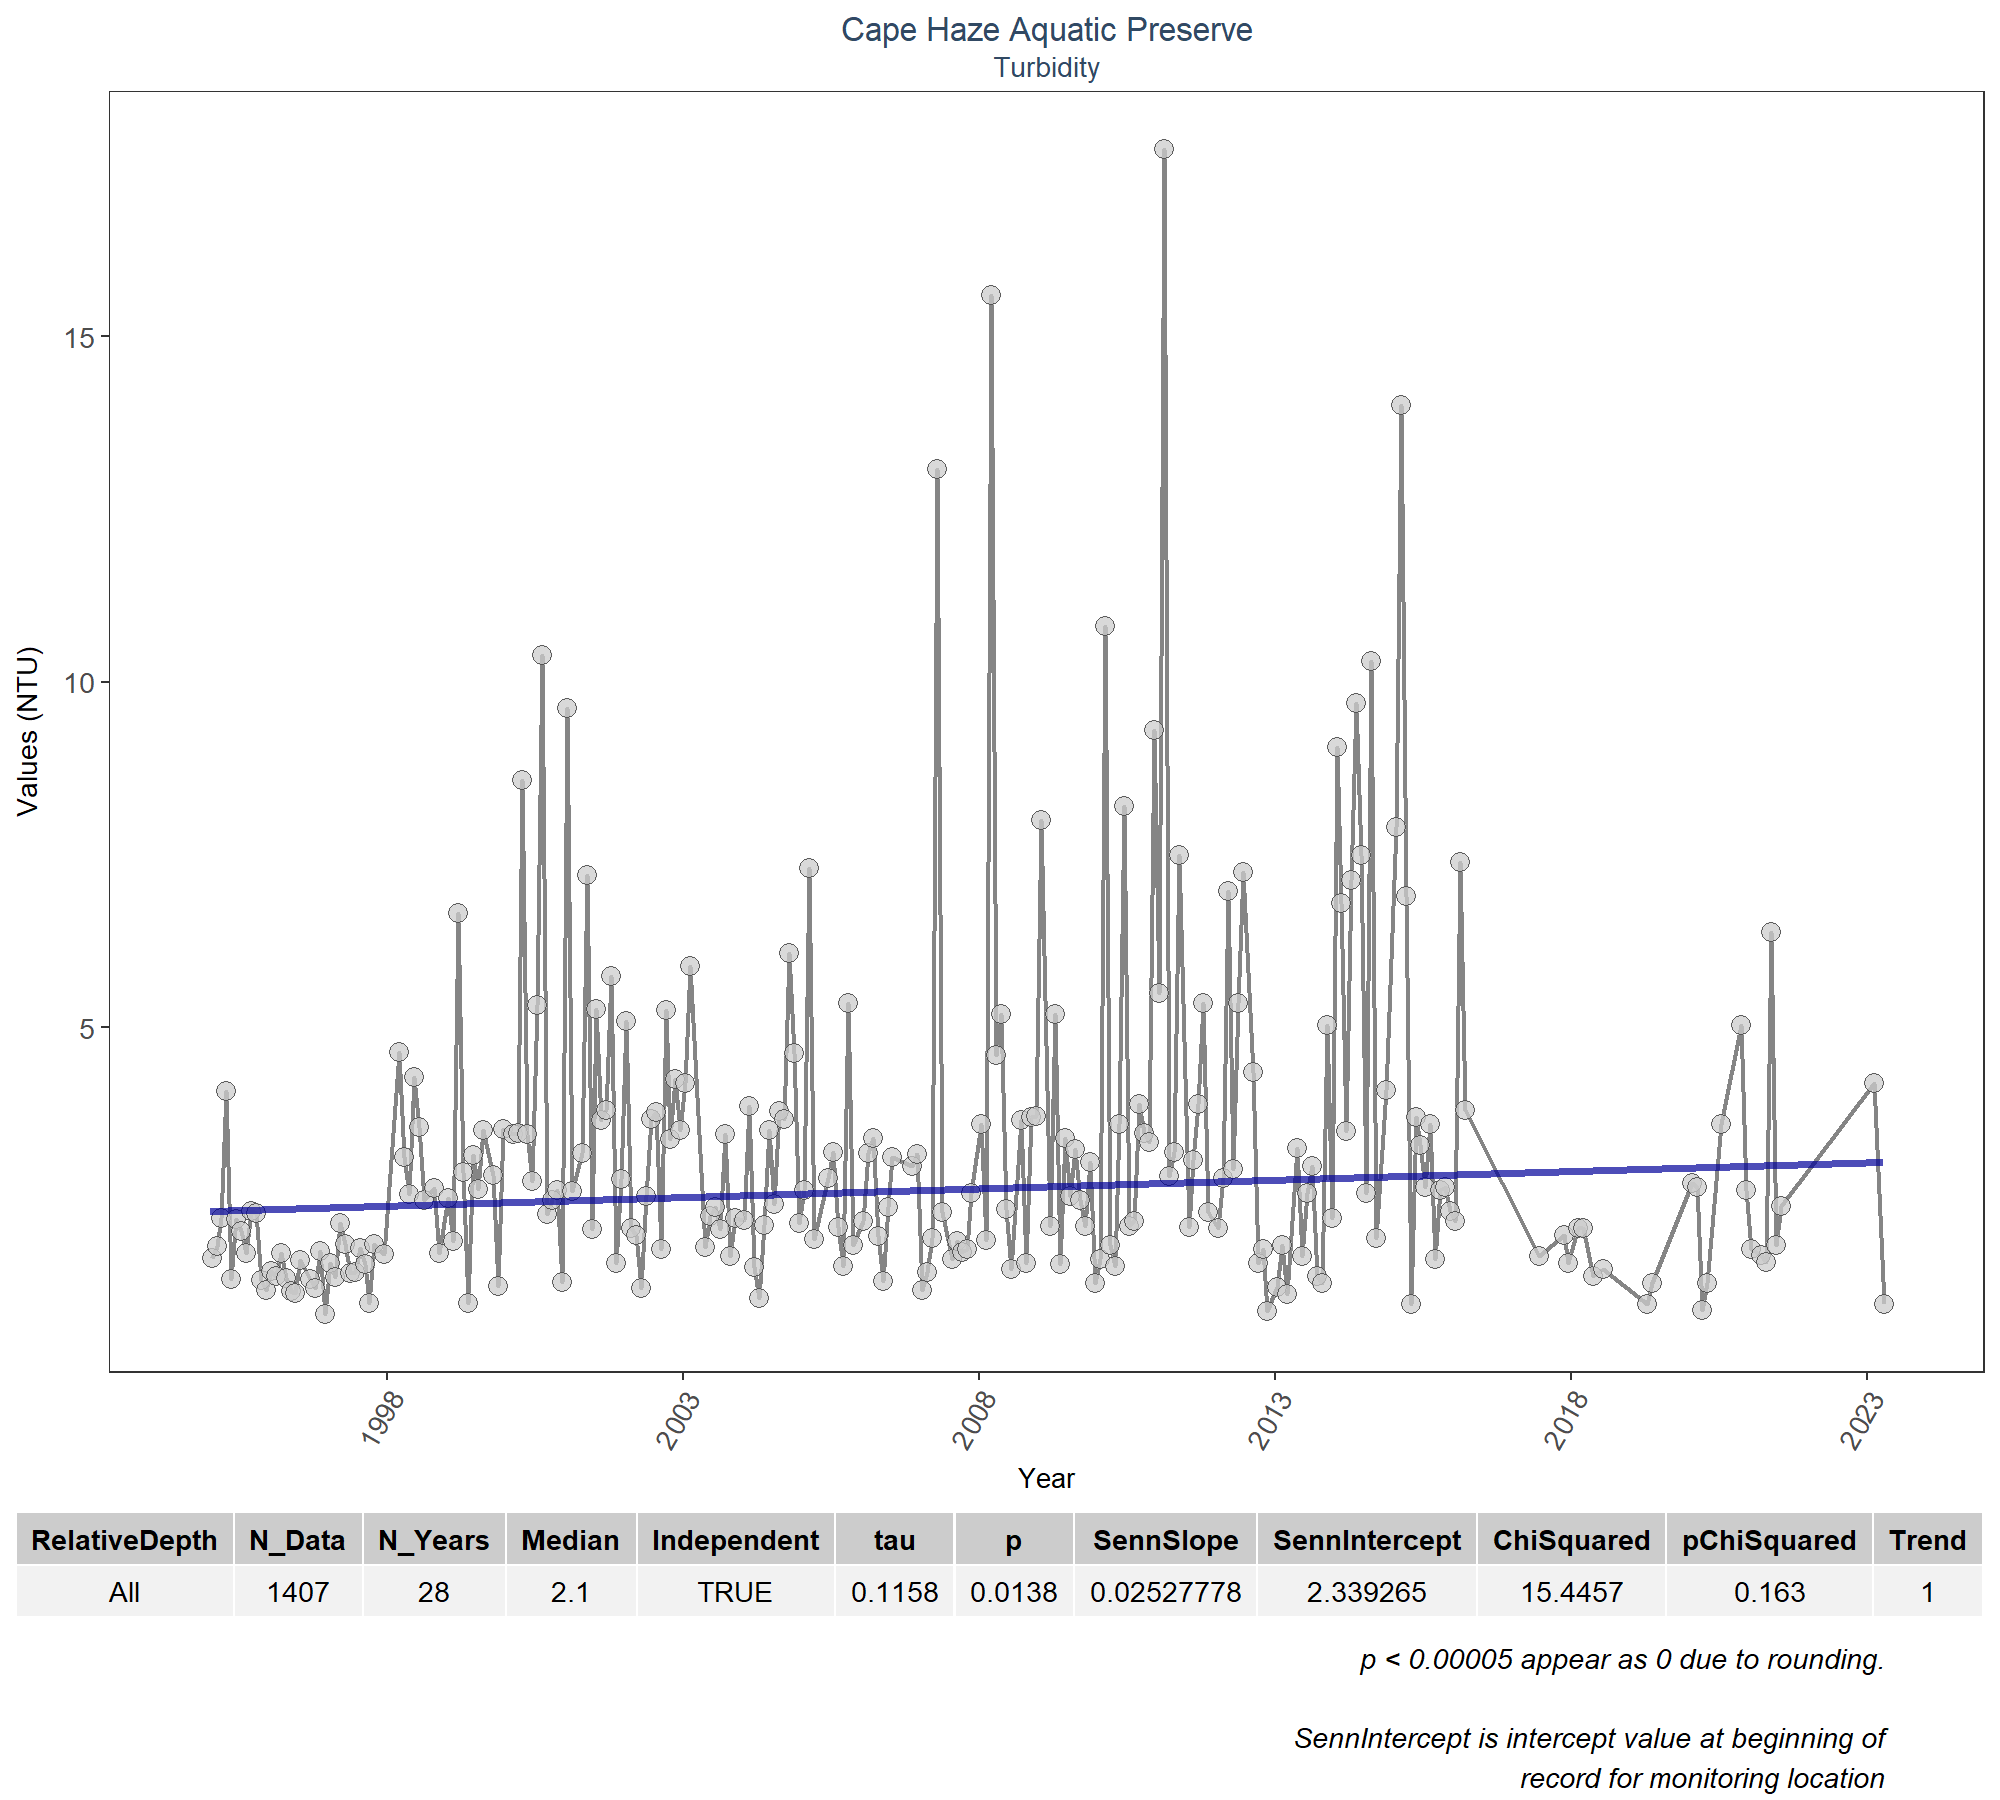 Cape Haze Aquatic Preserve
Turbidity
Values (NTU)
15
10
5
1998
2003
2008
2013
2018
2023
Year
RelativeDepth N_Data N_Years Median Independent tau p SennSlope SennIntercept ChiSquared pChiSquared Trend
All 1407 28 2.1 TRUE 0.1158 0.0138 0.02527778 2.339265 15.4457 0.163 1
p < 0.00005 appear as 0 due to rounding.
SennIntercept is intercept value at beginning of
record for monitoring location